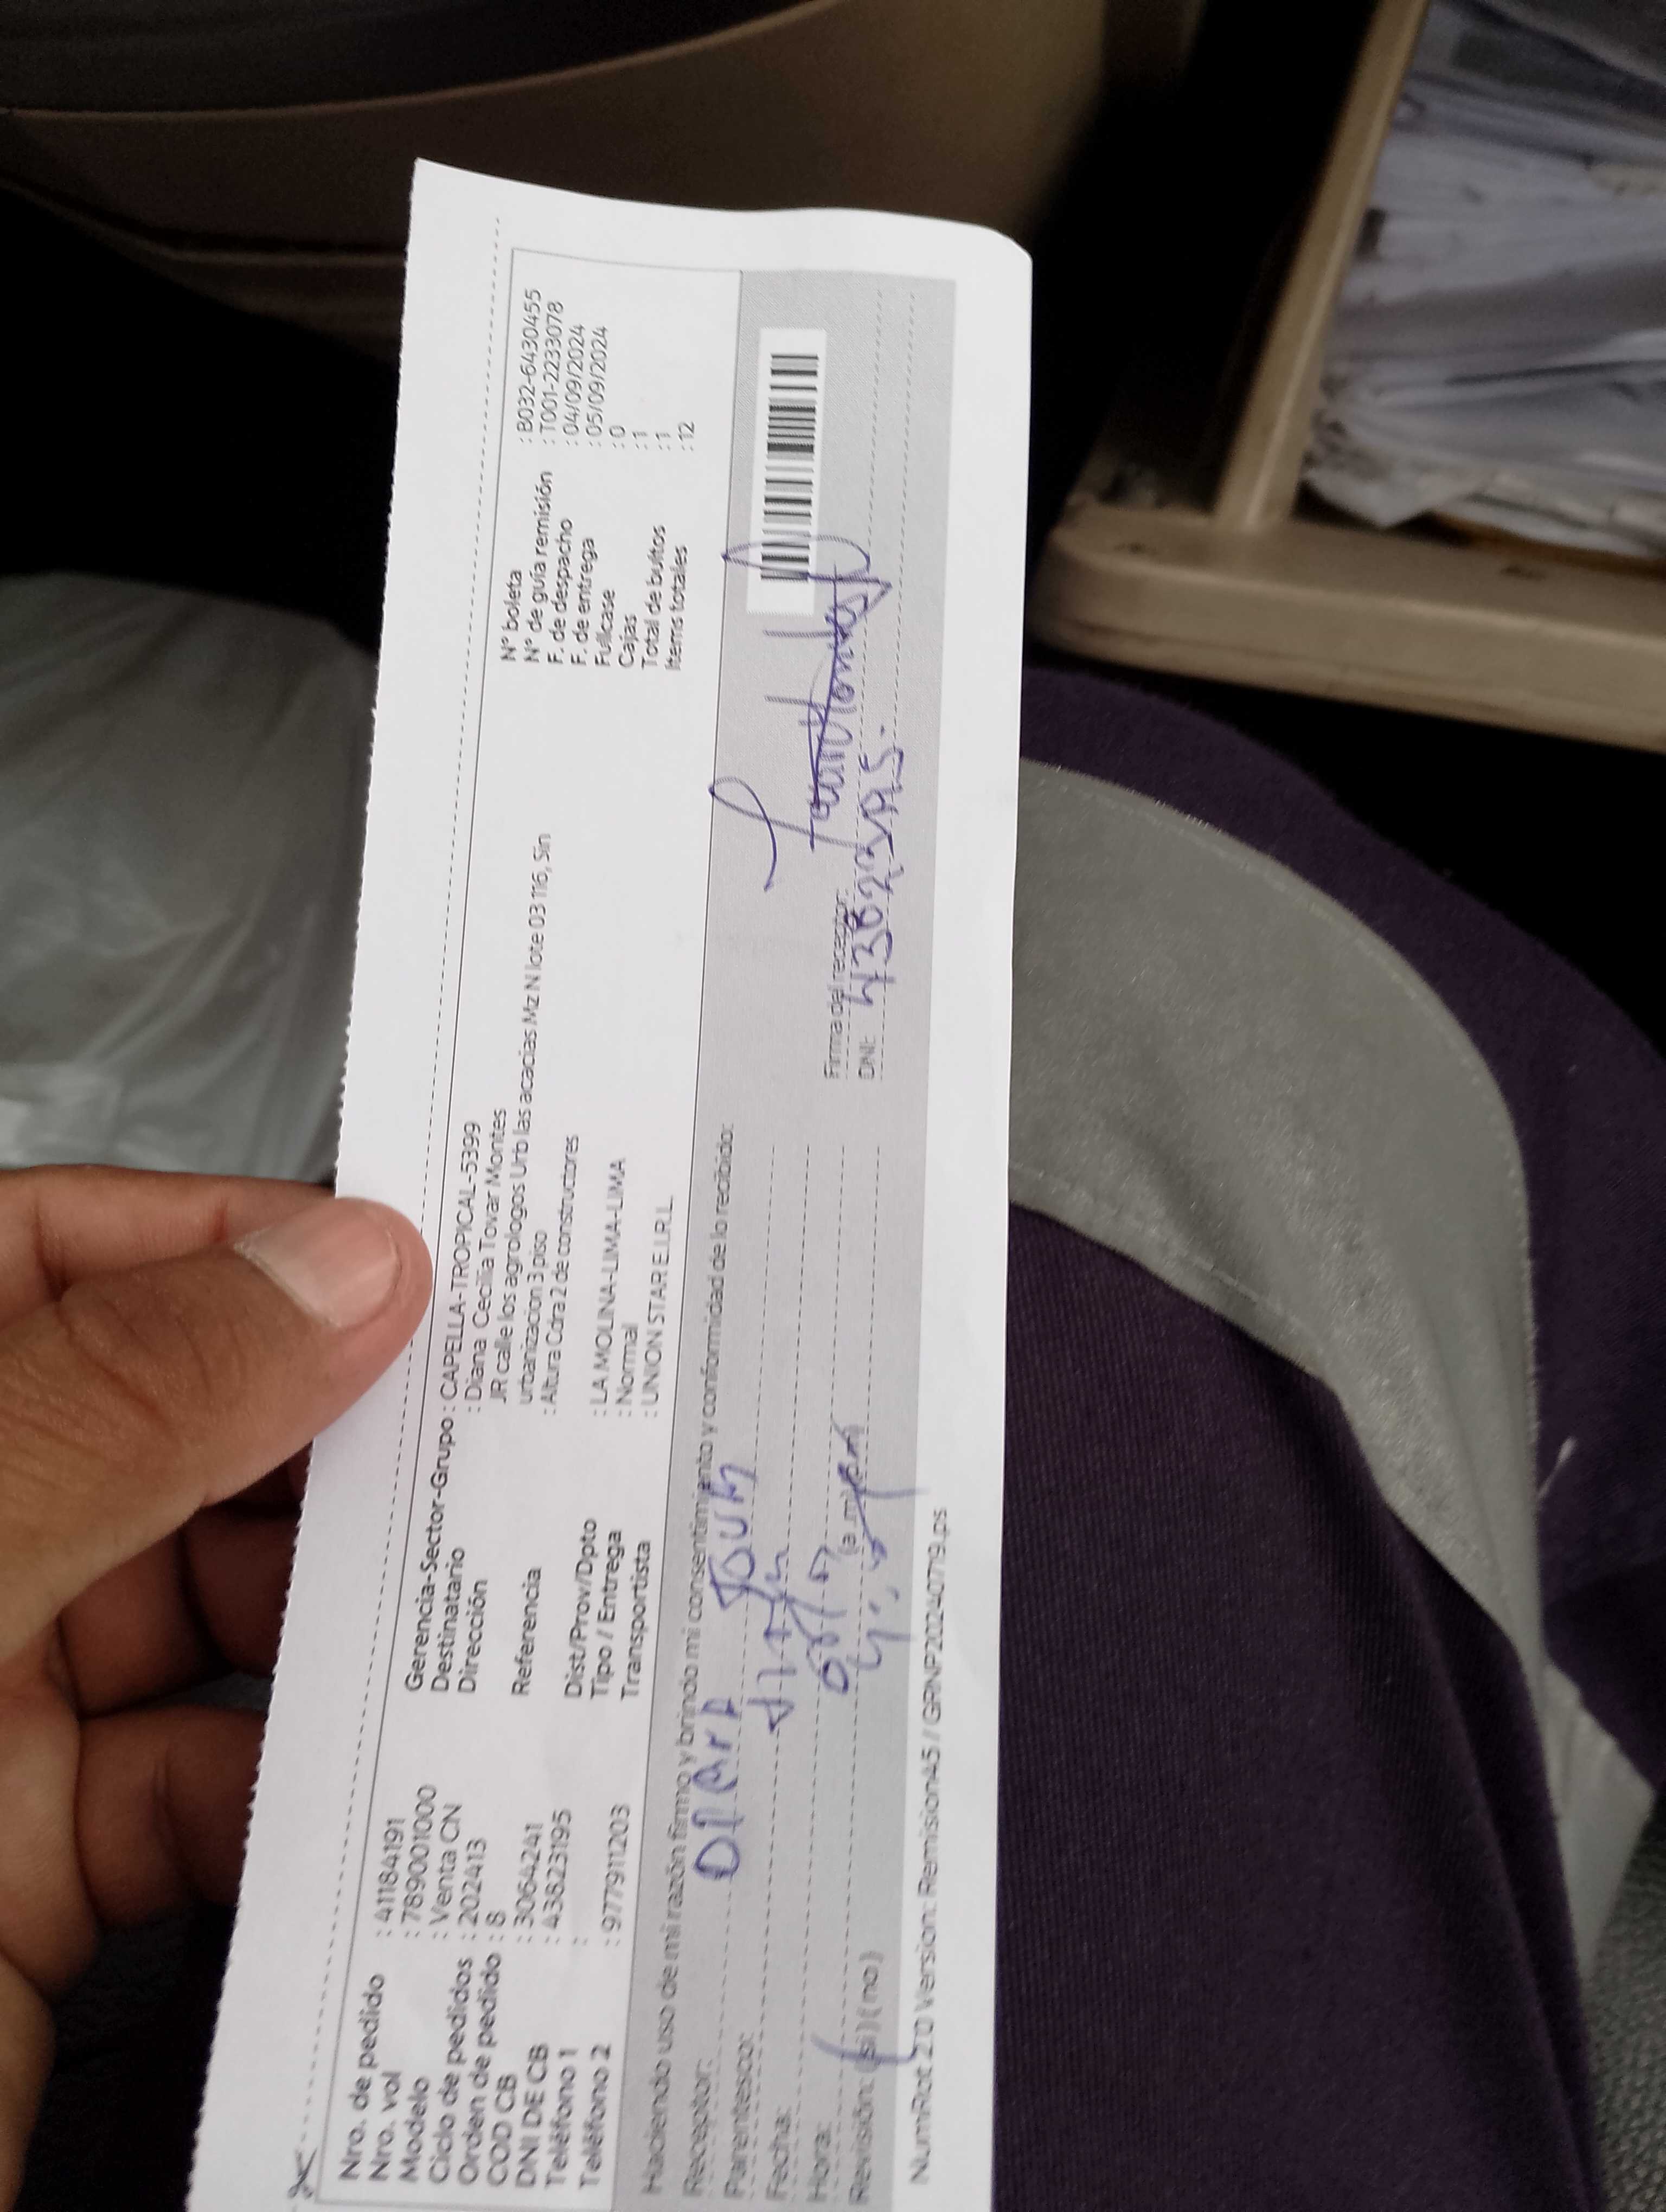 Nro. de pedido : 41184191
Nro. vol : 7890001000
Modelo : Venta CN
Ciclo de pedidos : 202413
Orden de pedido : 8
COD CB : 3064241
DNI DE CB : 43823195
Teléfono 1 :
Teléfono 2 : 977911203
Gerencia-Sector-Grupo : CAPELLA-TROPICAL-5399
Destinatario : Diana Cecilia Tovar Montes
Dirección JR calle los agrologos Urb las acacias Mz N lote 03 116, Sin
urbanizacion 3 piso
Referencia : Altura Cdra 2 de constructores
Dist/Prov/Dpto : LA MOLINA-LIMA-LIMA
Tipo / Entrega : Normal
Transportista : UNION STAR E.I.R.L.
N° boleta : B032-6430455
N° de guía remisión : T001-2233078
F. de despacho : 04/09/2024
F. de entrega : 05/09/2024
Fullcase : 0
Cajas : 1
Total de bultos : 1
Items totales : 12
Haciendo uso de mi razón firmo y brindo mi consentimiento y conformidad de lo recibido:
Receptor:
Parentesco:
Fecha:
Hora:
Revisión: ( si ) ( no )
Firma del receptor:
DNI: 43823195.
NumRot 2.1.0 Version: RemisionA5 / GRNP20240719.ps